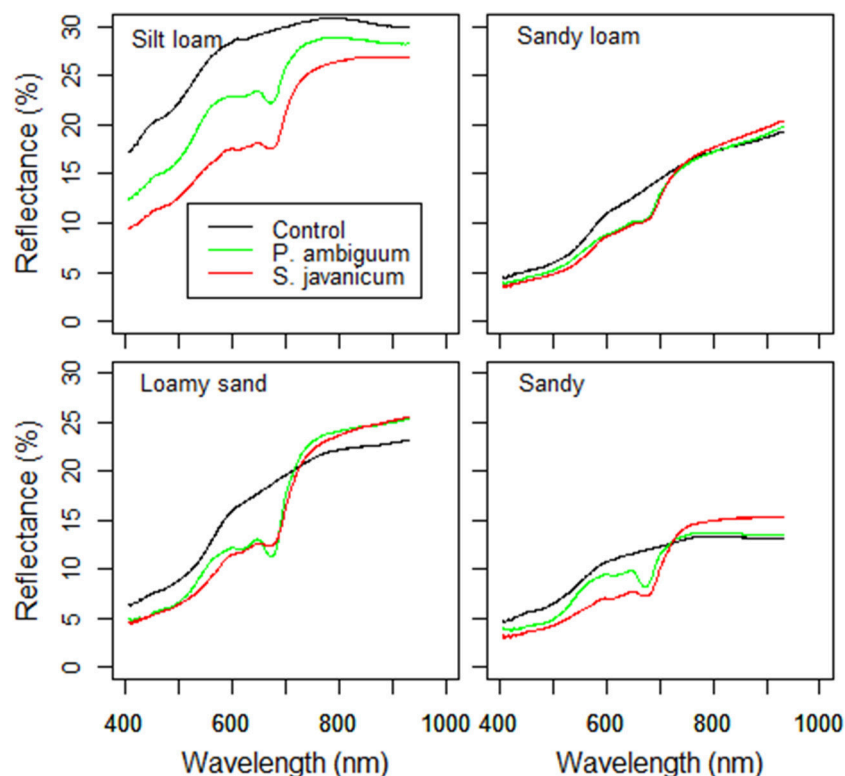 Silt loam
Sandy loam
Reflectance (%)
30
25
20
15
10
5
0
Control
P. ambiguum
S. javanicum
Loamy sand
Sandy
Reflectance (%)
30
25
20
15
10
5
0
400 600 800 1000
400 600 800 1000
Wavelength (nm)
Wavelength (nm)